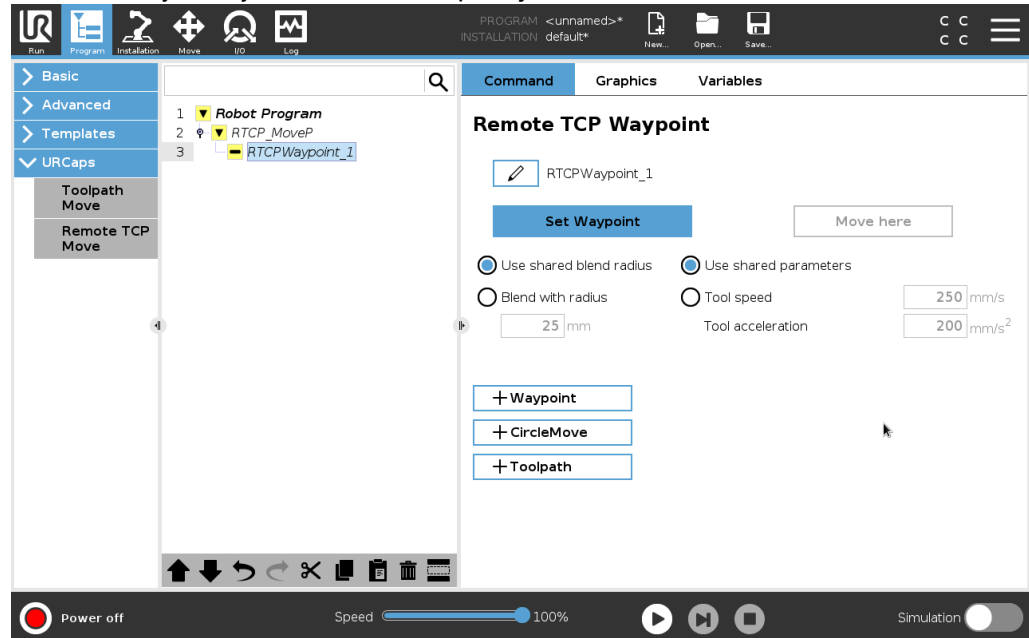 PROGRAM <unnamed>*
INSTALLATION default*
UR
Run
Program
Installation
Move
I/O
Log
New...
Open...
Save...
C C
C C
Basic
Advanced
Templates
URCaps
Toolpath
Move
Remote TCP
Move
1 Robot Program
2 RTCP_MoveP
3 RTCPWaypoint_1
Command Graphics Variables
Remote TCP Waypoint
RTCPWaypoint_1
Set Waypoint Move here
Use shared blend radius Use shared parameters
Blend with radius Tool speed 250 mm/s
25 mm Tool acceleration 200 mm/s2
+ Waypoint
+ CircleMove
+ Toolpath
Power off Speed 100% Simulation